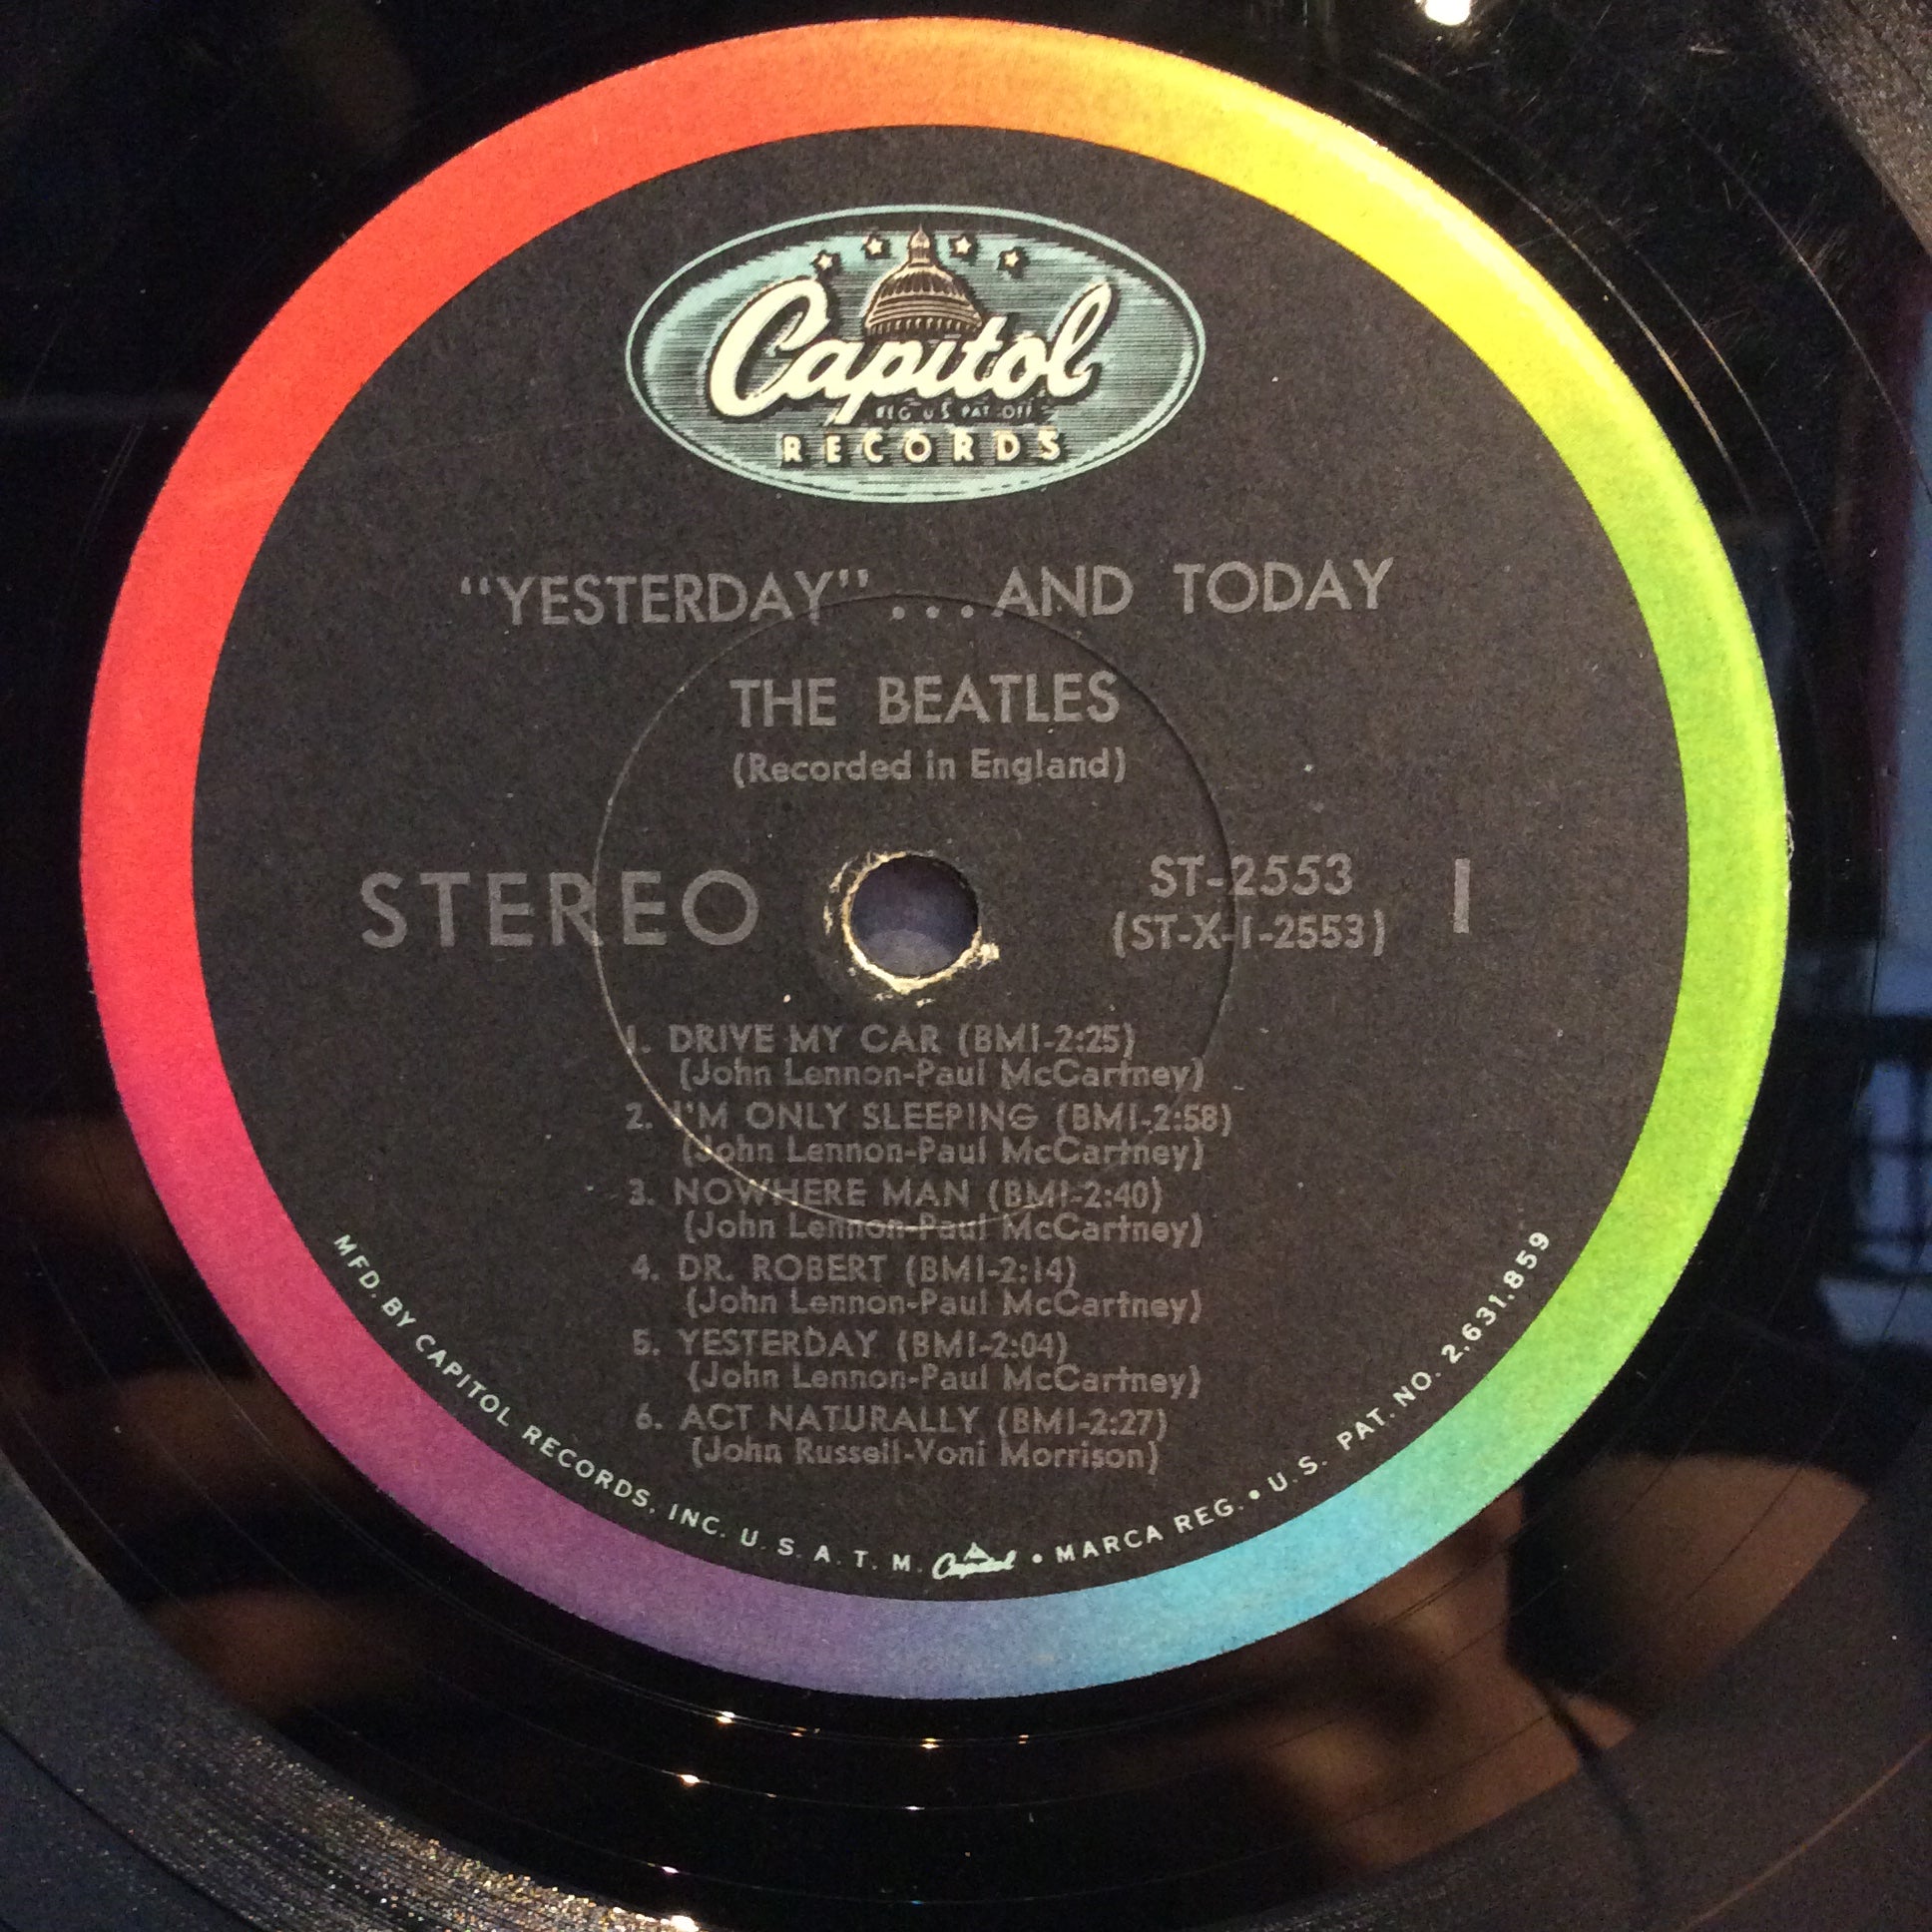 Capitol
REG U S PAT OFF
RECORDS
“YESTERDAY”...AND TODAY
THE BEATLES
(Recorded in England)
STEREO
ST-2553
(ST-X-1-2553)
1
1. DRIVE MY CAR (BMI-2:25)
(John Lennon-Paul McCartney)
2. I'M ONLY SLEEPING (BMI-2:58)
(John Lennon-Paul McCartney)
3. NOWHERE MAN (BMI-2:40)
(John Lennon-Paul McCartney)
4. DR. ROBERT (BMI-2:14)
(John Lennon-Paul McCartney)
5. YESTERDAY (BMI-2:04)
(John Lennon-Paul McCartney)
6. ACT NATURALLY (BMI-2:27)
(John Russell-Voni Morrison)
MFD. BY CAPITOL RECORDS, INC. U. S. A. T. M. Capitol • MARCA REG. • U.S. PAT. NO. 2,631,859